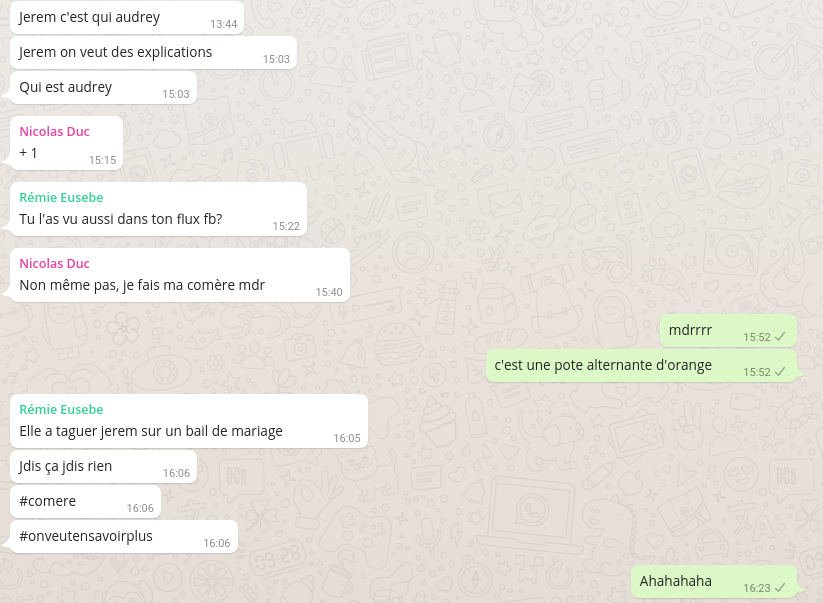 Jerem c'est qui audrey
13:44
Jerem on veut des explications
15:03
Qui est audrey
15:03
Nicolas Duc
+ 1
15:15
Rémie Eusebe
Tu l'as vu aussi dans ton flux fb?
15:22
Nicolas Duc
Non même pas, je fais ma comère mdr
15:40
mdrrrr
15:52
c'est une pote alternante d'orange
15:52
Rémie Eusebe
Elle a taguer jerem sur un bail de mariage
16:05
Jdis ça jdis rien
16:06
#comere
16:06
#onveutensavoirplus
16:06
Ahahahaha
16:23
Hi
Hi
09:28